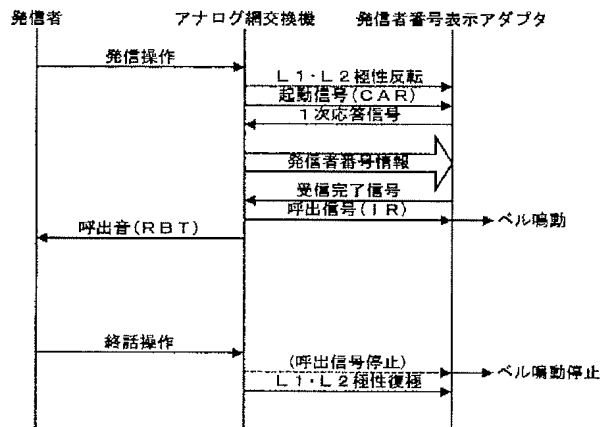 発信者
アナログ網交換機
発信者番号表示アダプタ
発信操作
L1・L2極性反転
起動信号(CAR)
1次応答信号
発信者番号情報
受信完了信号
呼出信号(IR)
ベル鳴動
呼出音(RBT)
終話操作
(呼出信号停止)
ベル鳴動停止
L1・L2極性復極